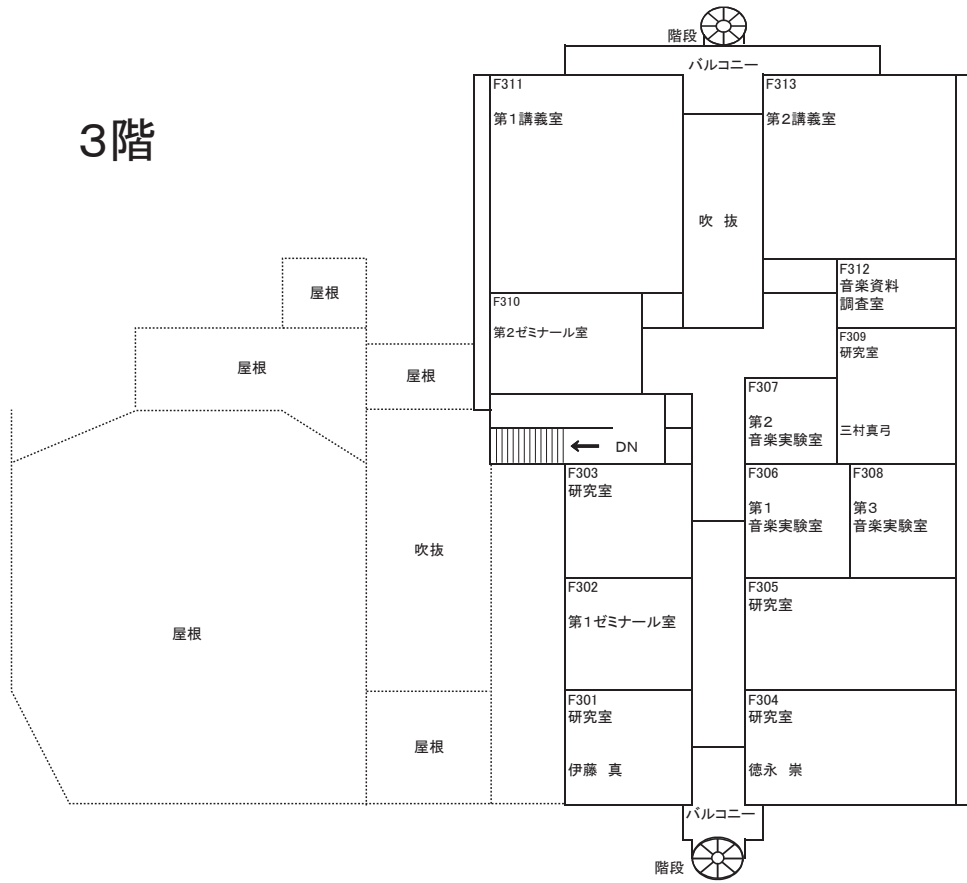 階段
バルコニー
3階
F311
第1講義室
F313
第2講義室
吹 抜
F312
音楽資料
調査室
屋根
F310
第2ゼミナール室
F309
研究室
三村真弓
屋根
屋根
F307
第2
音楽実験室
DN
F303
研究室
F306
第1
音楽実験室
F308
第3
音楽実験室
吹抜
F302
第1ゼミナール室
F305
研究室
屋根
F301
研究室
伊藤 真
F304
研究室
徳永 崇
屋根
バルコニー
階段